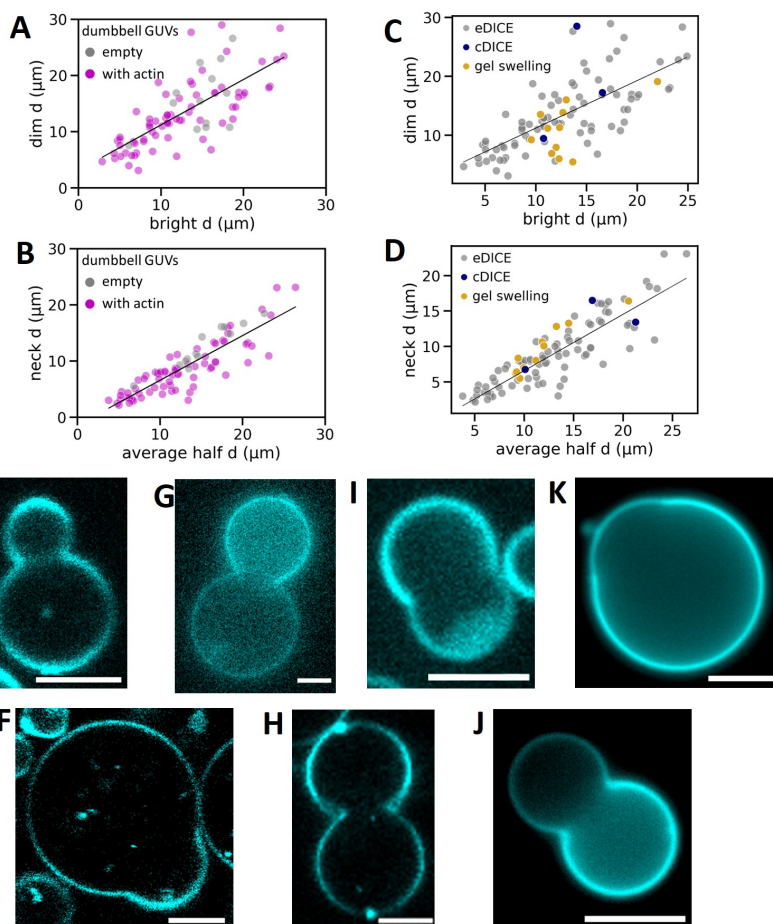 A
dumbbell GUVs
empty
with actin
dim d (μm)
30
20
10
0
0
10
20
30
bright d (μm)
C
eDICE
cDICE
gel swelling
dim d (μm)
30
20
10
5
10
15
20
25
bright d (μm)
B
dumbbell GUVs
empty
with actin
neck d (μm)
30
20
10
0
0
10
20
30
average half d (μm)
D
eDICE
cDICE
gel swelling
neck d (μm)
20
15
10
5
5
10
15
20
25
average half d (μm)
G
I
K
F
H
J